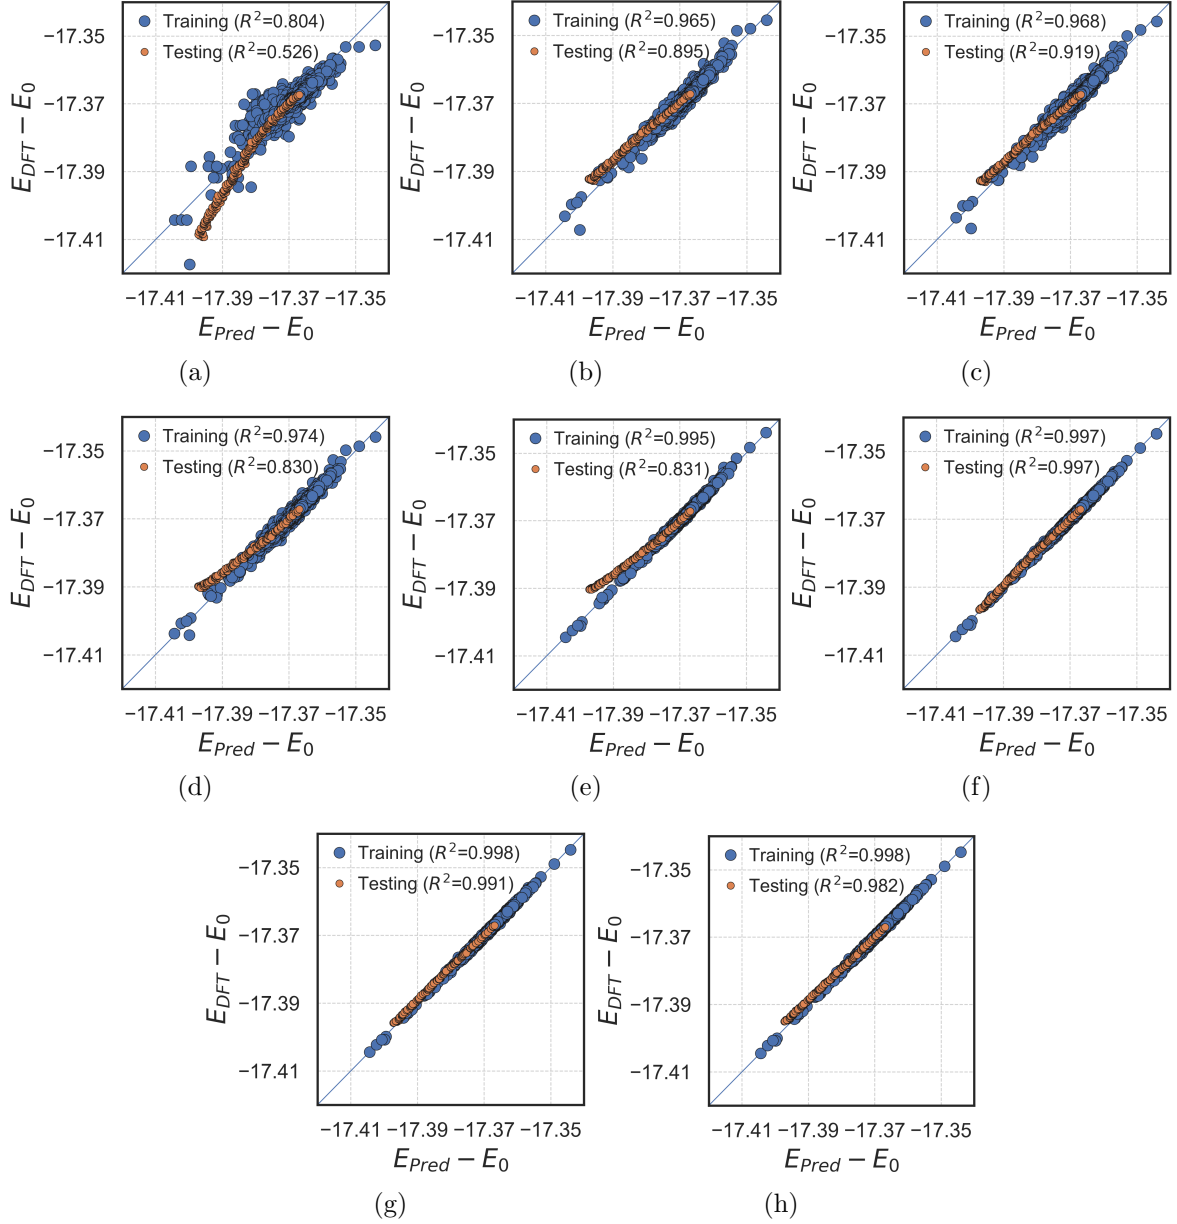 Training (R²=0.804)
Testing (R²=0.526)
−17.35
−17.37
−17.39
−17.41
E_DFT − E_0
−17.41 −17.39 −17.37 −17.35
E_Pred − E_0
(a)
Training (R²=0.965)
Testing (R²=0.895)
−17.35
−17.37
−17.39
−17.41
E_DFT − E_0
−17.41 −17.39 −17.37 −17.35
E_Pred − E_0
(b)
Training (R²=0.968)
Testing (R²=0.919)
−17.35
−17.37
−17.39
−17.41
E_DFT − E_0
−17.41 −17.39 −17.37 −17.35
E_Pred − E_0
(c)
Training (R²=0.974)
Testing (R²=0.830)
−17.35
−17.37
−17.39
−17.41
E_DFT − E_0
−17.41 −17.39 −17.37 −17.35
E_Pred − E_0
(d)
Training (R²=0.995)
Testing (R²=0.831)
−17.35
−17.37
−17.39
−17.41
E_DFT − E_0
−17.41 −17.39 −17.37 −17.35
E_Pred − E_0
(e)
Training (R²=0.997)
Testing (R²=0.997)
−17.35
−17.37
−17.39
−17.41
E_DFT − E_0
−17.41 −17.39 −17.37 −17.35
E_Pred − E_0
(f)
Training (R²=0.998)
Testing (R²=0.991)
−17.35
−17.37
−17.39
−17.41
E_DFT − E_0
−17.41 −17.39 −17.37 −17.35
E_Pred − E_0
(g)
Training (R²=0.998)
Testing (R²=0.982)
−17.35
−17.37
−17.39
−17.41
E_DFT − E_0
−17.41 −17.39 −17.37 −17.35
E_Pred − E_0
(h)